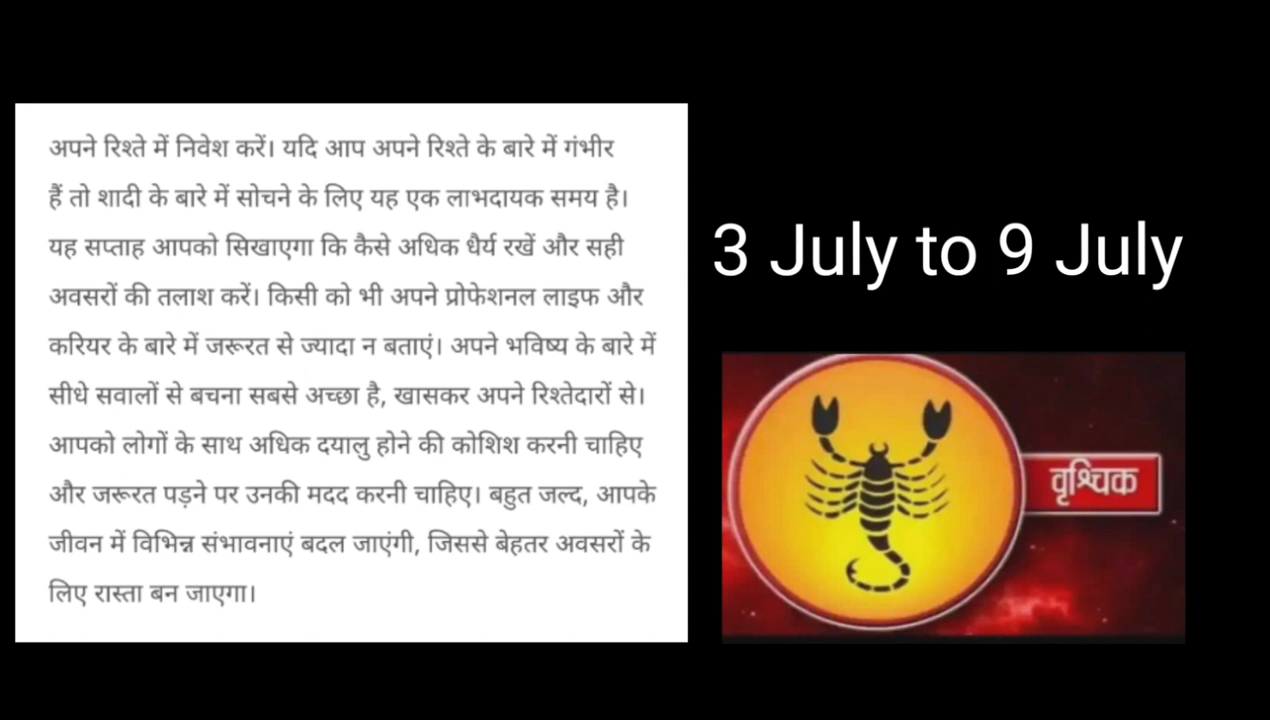 अपने रिश्ते में निवेश करें। यदि आप अपने रिश्ते के बारे में गंभीर
हैं तो शादी के बारे में सोचने के लिए यह एक लाभदायक समय है।
यह सप्ताह आपको सिखाएगा कि कैसे अधिक धैर्य रखें और सही
अवसरों की तलाश करें। किसी को भी अपने प्रोफेशनल लाइफ और
करियर के बारे में जरूरत से ज्यादा न बताएं। अपने भविष्य के बारे में
सीधे सवालों से बचना सबसे अच्छा है, खासकर अपने रिश्तेदारों से।
आपको लोगों के साथ अधिक दयालु होने की कोशिश करनी चाहिए
और जरूरत पड़ने पर उनकी मदद करनी चाहिए। बहुत जल्द, आपके
जीवन में विभिन्न संभावनाएं बदल जाएंगी, जिससे बेहतर अवसरों के
लिए रास्ता बन जाएगा।
3 July to 9 July
वृश्चिक